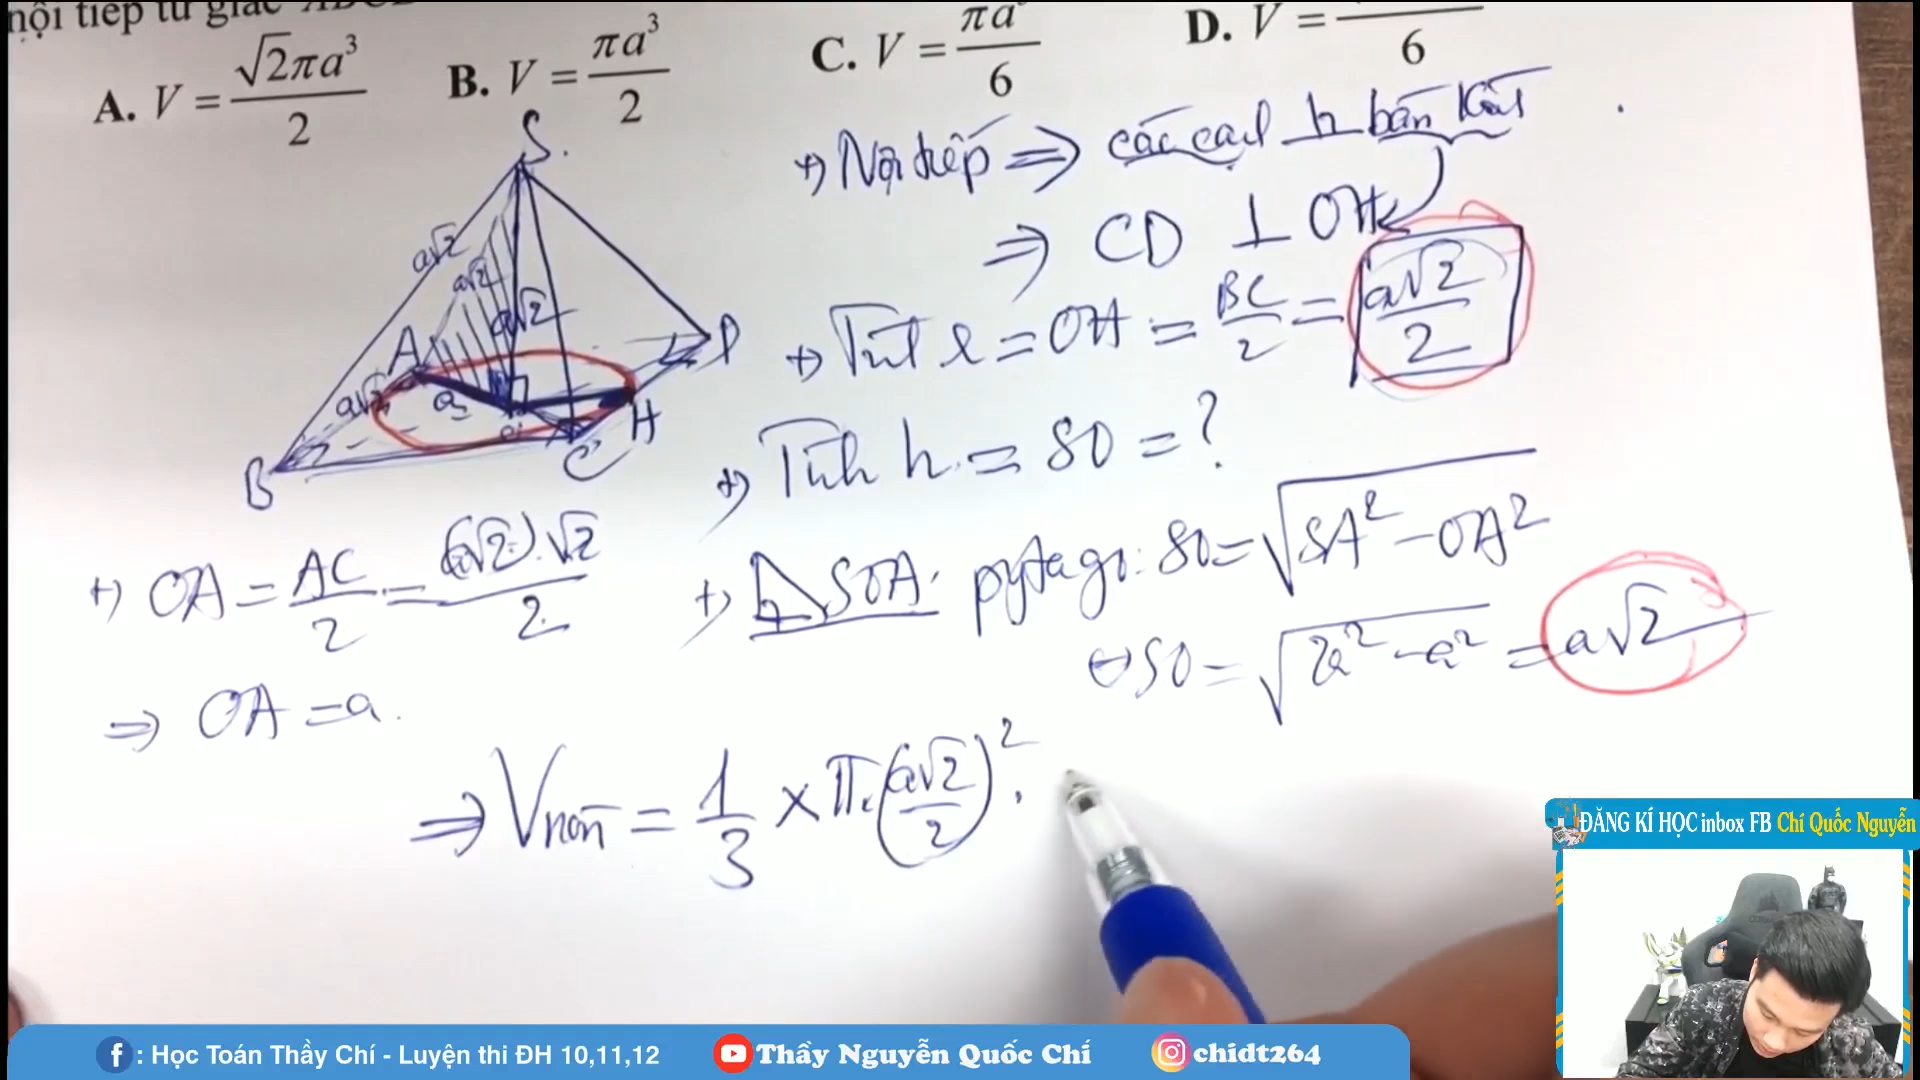 nội tiếp tứ giác ABCD
A. V = √2πa³/2 B. V = πa³/2 C. V = πa³/6 D. V = /6
+) Nội tiếp ⇒ các cạnh ⊥ bán kính
⇒ CD ⊥ OH
+) Tính r = OH = BC/2 = a√2/2
+) Tính h = SO = ?
+) △SOA: pytago: SO = √(SA² - OA²)
⇔ SO = √(2a² - a²) = a√2
S
a√2
a√2
a√2
A
D
a√2
a
H
B
C
+) OA = AC/2 = (a√2).√2/2
⇒ OA = a.
⇒ Vnón = 1/3 × π.(a√2/2)².
ĐĂNG KÍ HỌC inbox FB Chí Quốc Nguyễn
f : Học Toán Thầy Chí - Luyện thi ĐH 10,11,12
Thầy Nguyễn Quốc Chí
chidt264